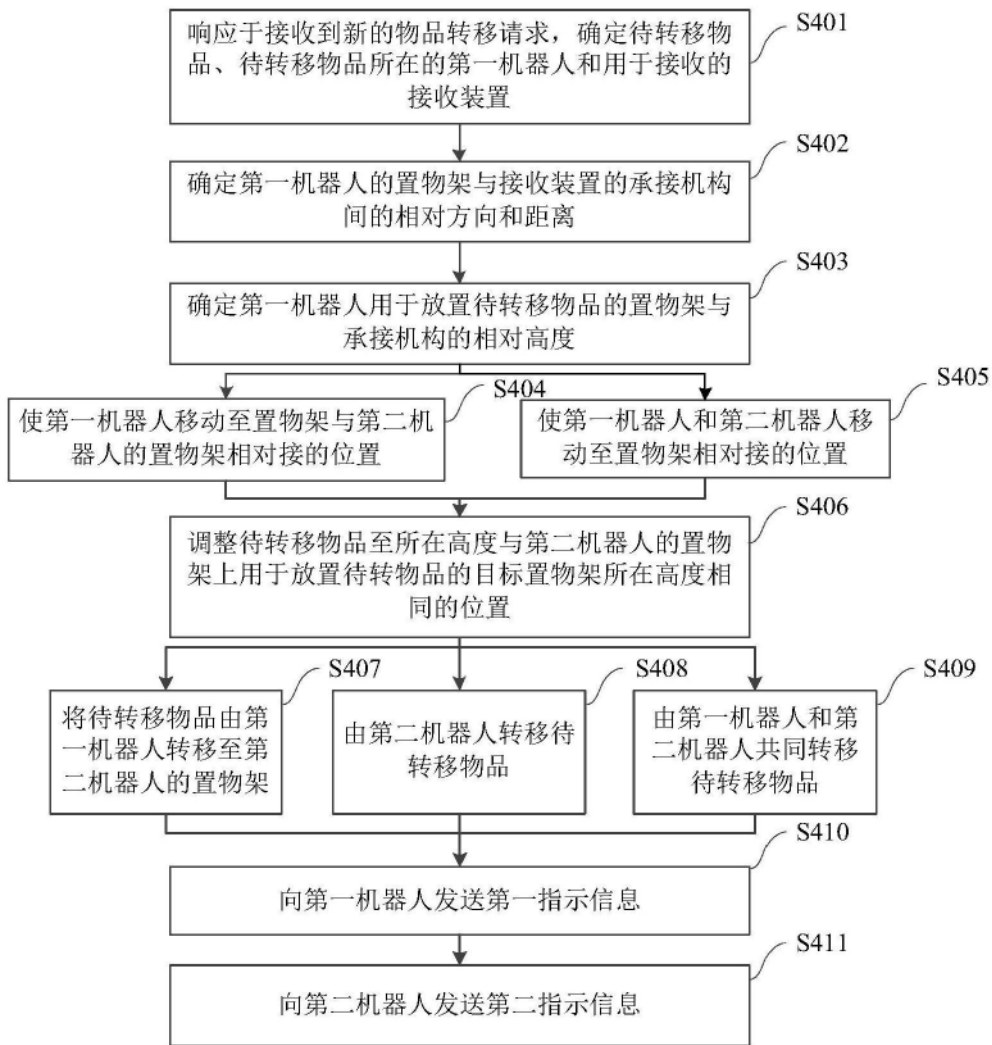 响应于接收到新的物品转移请求，确定待转移物
品、待转移物品所在的第一机器人和用于接收的
接收装置
S401
确定第一机器人的置物架与接收装置的承接机构
间的相对方向和距离
S402
确定第一机器人用于放置待转移物品的置物架与
承接机构的相对高度
S403
使第一机器人移动至置物架与第二机
器人的置物架相对接的位置
S404
使第一机器人和第二机器人移
动至置物架相对接的位置
S405
调整待转移物品至所在高度与第二机器人的置物
架上用于放置待转物品的目标置物架所在高度相
同的位置
S406
将待转移物品由第
一机器人转移至第
二机器人的置物架
S407
由第二机器人转移待
转移物品
S408
由第一机器人和第
二机器人共同转移
待转移物品
S409
向第一机器人发送第一指示信息
S410
向第二机器人发送第二指示信息
S411